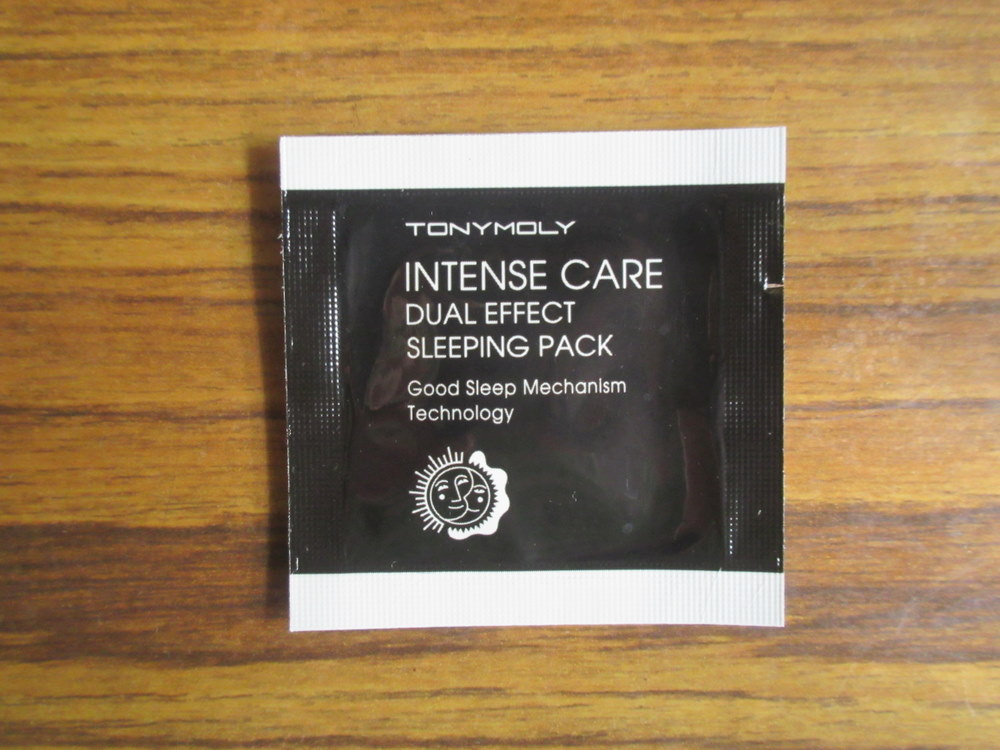 TONYMOLY
INTENSE CARE
DUAL EFFECT
SLEEPING PACK
Good Sleep Mechanism
Technology